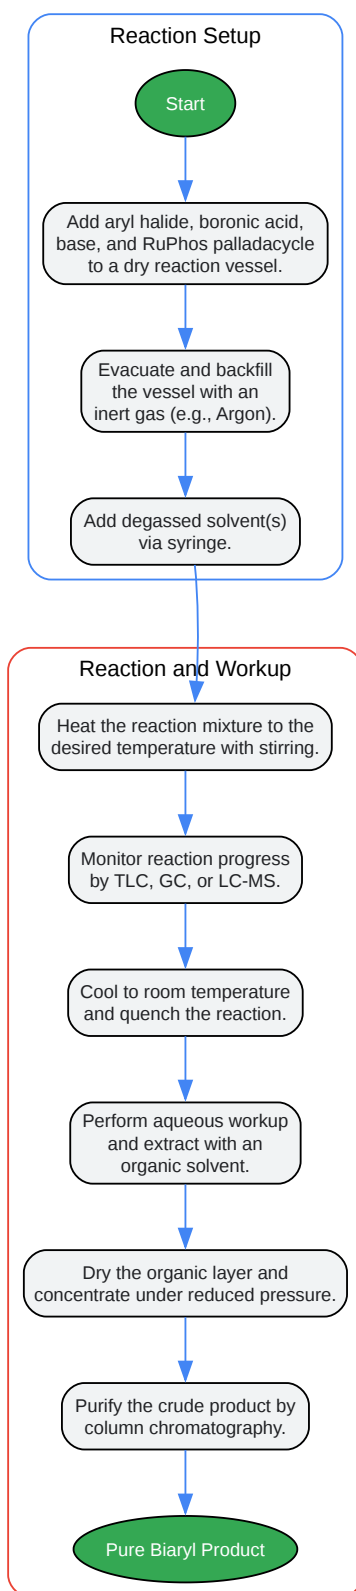 Reaction Setup
Start
Add aryl halide, boronic acid,
base, and RuPhos palladacycle
to a dry reaction vessel.
Evacuate and backfill
the vessel with an
inert gas (e.g., Argon).
Add degassed solvent(s)
via syringe.
Reaction and Workup
Heat the reaction mixture to the
desired temperature with stirring.
Monitor reaction progress
by TLC, GC, or LC-MS.
Cool to room temperature
and quench the reaction.
Perform aqueous workup
and extract with an
organic solvent.
Dry the organic layer and
concentrate under reduced pressure.
Purify the crude product by
column chromatography.
Pure Biaryl Product